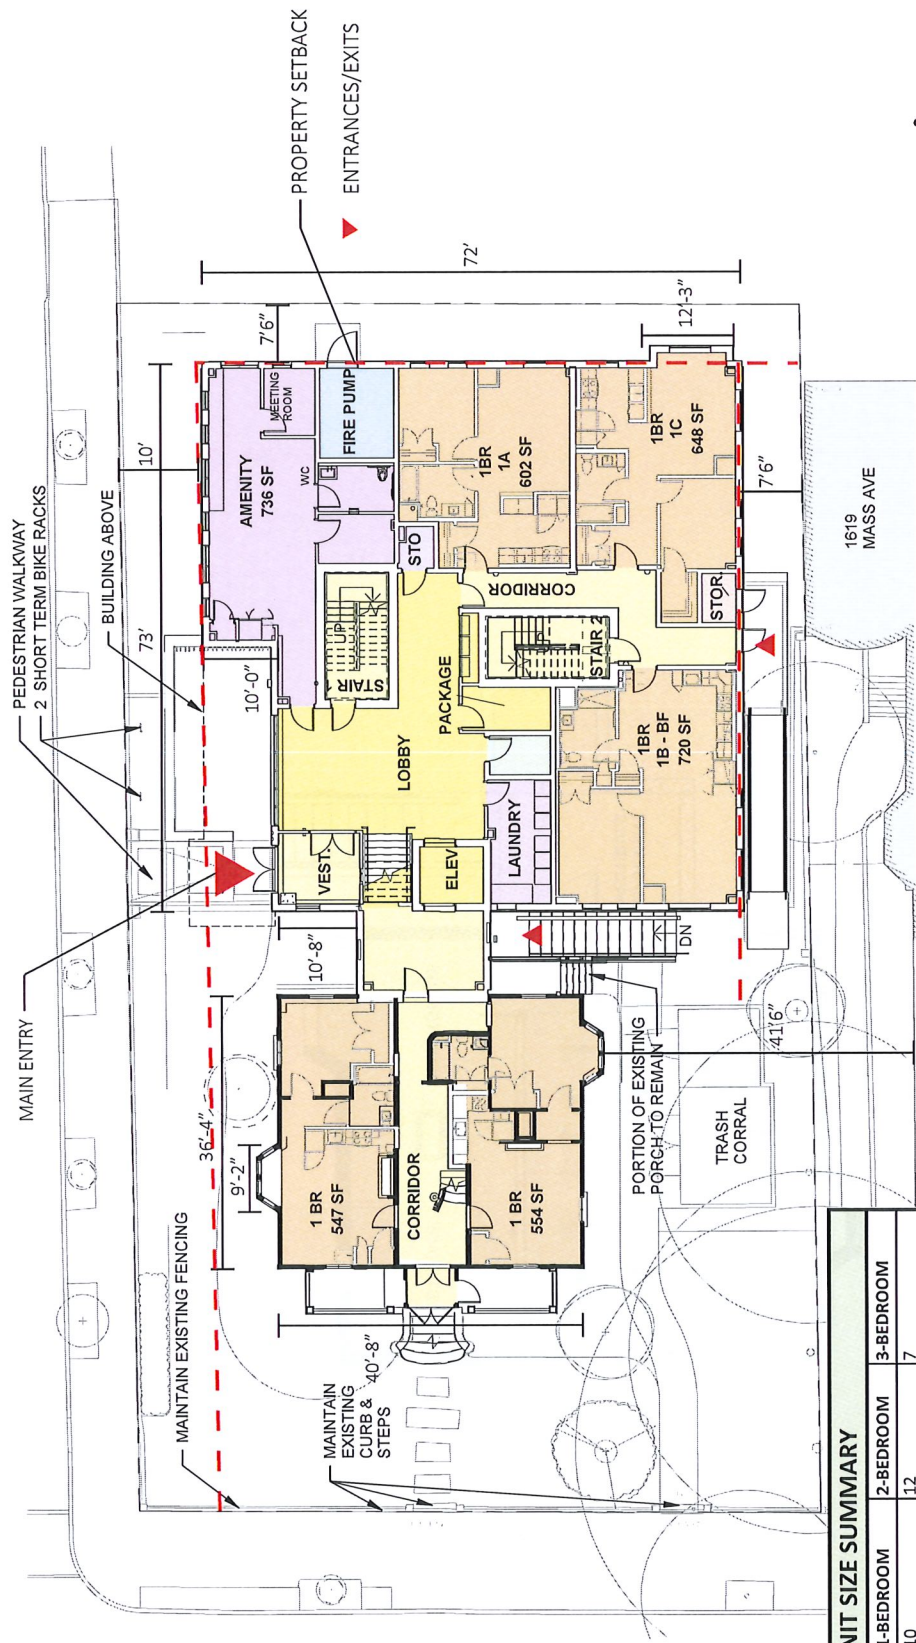 PEDESTRIAN WALKWAY
2 SHORT TERM BIKE RACKS
BUILDING ABOVE
MAIN ENTRY
PROPERTY SETBACK
ENTRANCES/EXITS
MAINTAIN EXISTING FENCING
MAINTAIN
EXISTING
CURB &
STEPS
73'
10'
7'6"
72'
12'-3"
7'6"
10'-0"
10'-8"
36'-4"
9'-2"
40'-8"
41'6"
AMENITY
736 SF
MEETING
ROOM
WC
FIRE PUMP
STO
STAIR
UP
LOBBY
PACKAGE
VEST.
ELEV
LAUNDRY
CORRIDOR
STAIR 2
STOR.
1BR
1A
602 SF
1BR
1C
648 SF
1BR
1B - BF
720 SF
1 BR
547 SF
CORRIDOR
1 BR
554 SF
DN
PORTION OF EXISTING
PORCH TO REMAIN
TRASH
CORRAL
1619
MASS AVE
NIT SIZE SUMMARY
1-BEDROOM
2-BEDROOM
3-BEDROOM
10
12
7